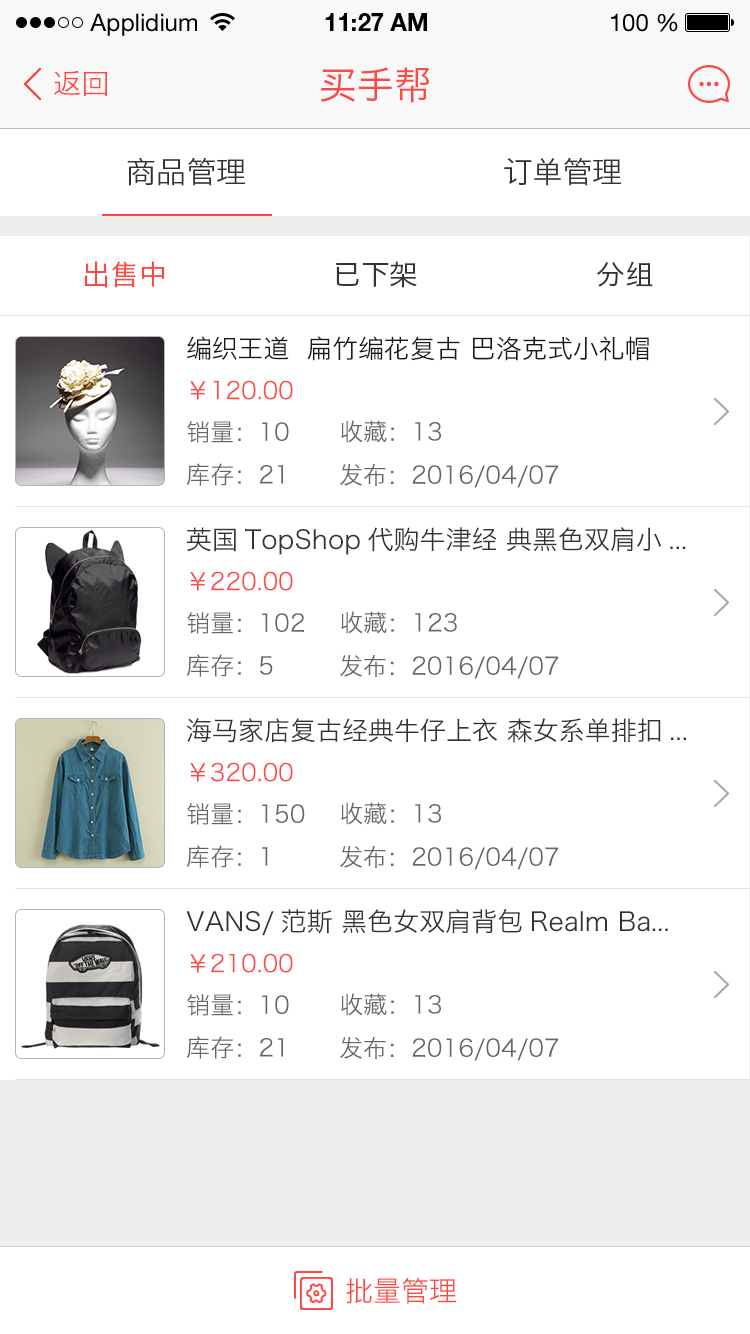 Applidium 11:27 AM 100 %
返回 买手帮
商品管理 订单管理
出售中 已下架 分组
编织王道 扁竹编花复古 巴洛克式小礼帽
￥120.00
销量：10 收藏：13
库存：21 发布：2016/04/07
英国 TopShop 代购牛津经 典黑色双肩小 ...
￥220.00
销量：102 收藏：123
库存：5 发布：2016/04/07
海马家店复古经典牛仔上衣 森女系单排扣 ...
￥320.00
销量：150 收藏：13
库存：1 发布：2016/04/07
VANS/ 范斯 黑色女双肩背包 Realm Ba...
￥210.00
VANS
"OFF THE WALL"
销量：10 收藏：13
库存：21 发布：2016/04/07
批量管理